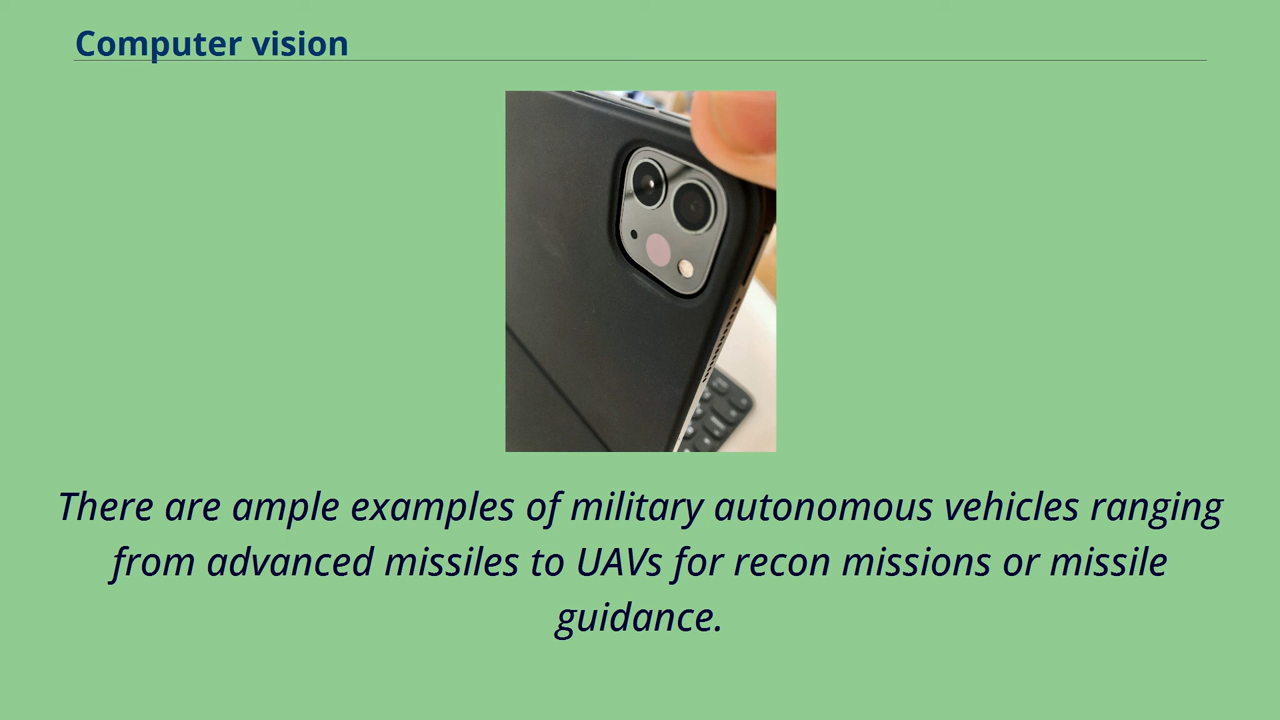 Computer vision
There are ample examples of military autonomous vehicles ranging
from advanced missiles to UAVs for recon missions or missile
guidance.